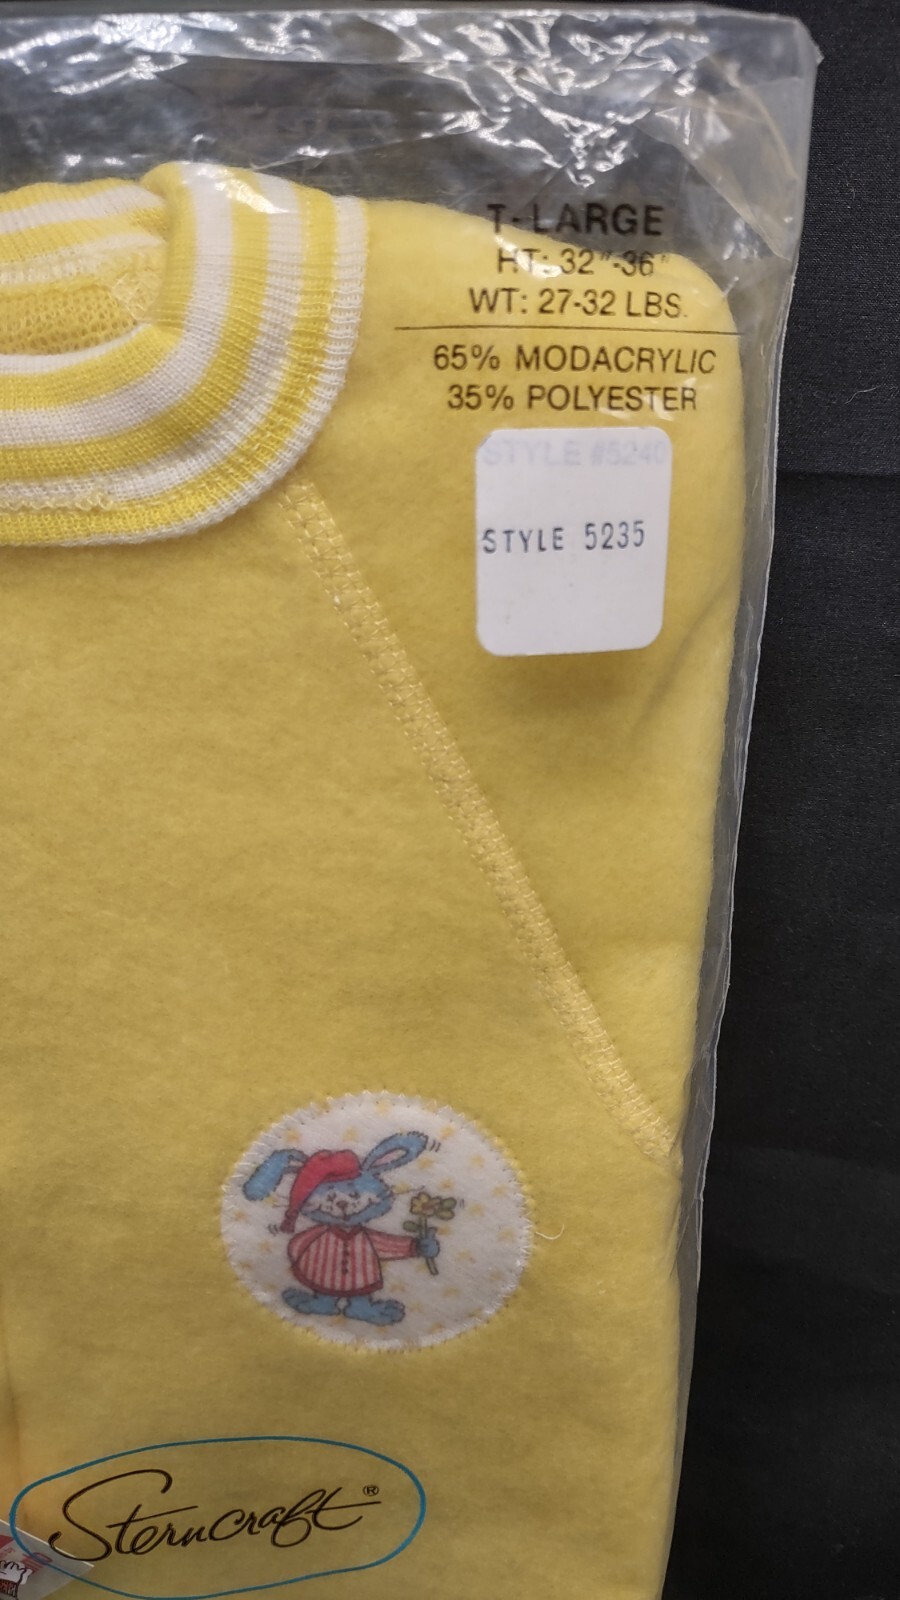 T-LARGE
HT: 32"-36"
WT: 27-32 LBS.
65% MODACRYLIC
35% POLYESTER
STYLE #5240
STYLE 5235
Sterncraft®